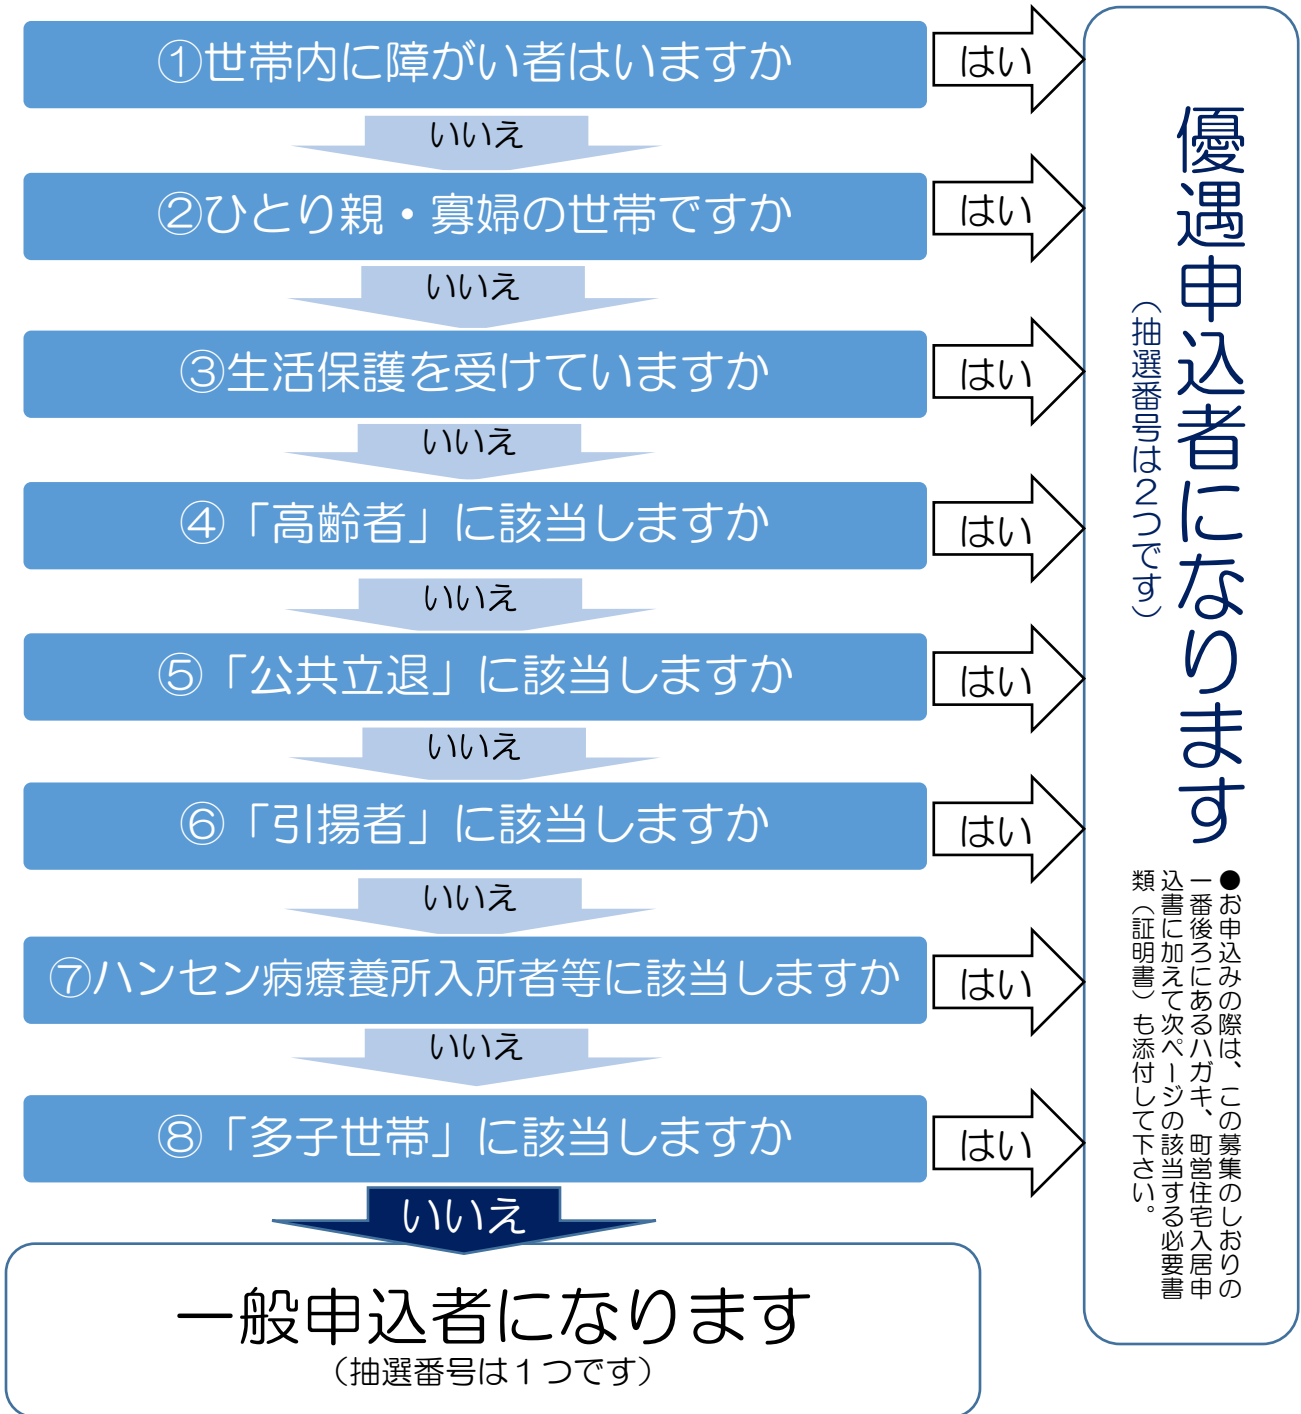 ①世帯内に障がい者はいますか
はい
いいえ
②ひとり親・寡婦の世帯ですか
はい
いいえ
③生活保護を受けていますか
はい
いいえ
④「高齢者」に該当しますか
はい
いいえ
⑤「公共立退」に該当しますか
はい
いいえ
⑥「引揚者」に該当しますか
はい
いいえ
⑦ハンセン病療養所入所者等に該当しますか
はい
いいえ
⑧「多子世帯」に該当しますか
はい
いいえ
一般申込者になります
（抽選番号は１つです）
優遇申込者になります
（抽選番号は２つです）
●お申込みの際は、この募集のしおりの
一番後ろにあるハガキ、町営住宅入居申
込書に加えて次ページの該当する必要書
類（証明書）も添付して下さい。